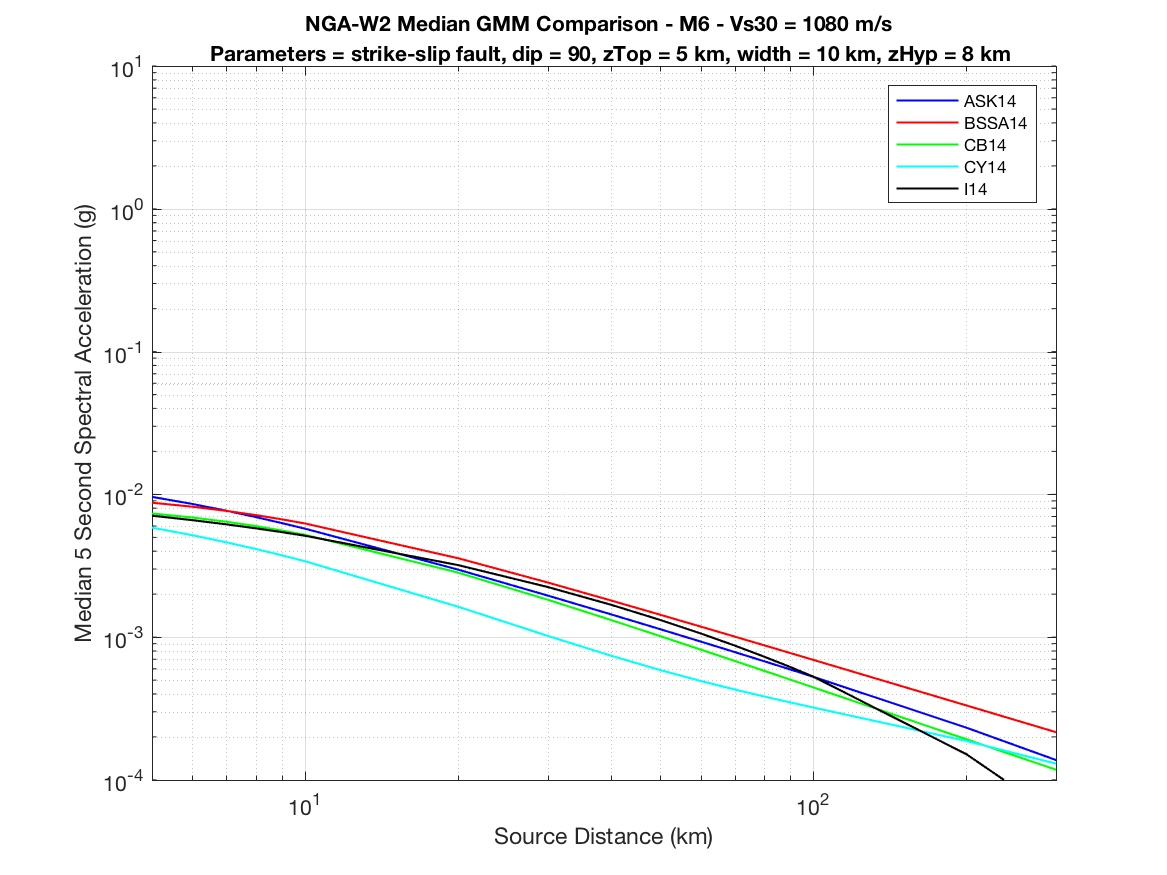 NGA-W2 Median GMM Comparison - M6 - Vs30 = 1080 m/s
Parameters = strike-slip fault, dip = 90, zTop = 5 km, width = 10 km, zHyp = 8 km
10^1
ASK14
BSSA14
CB14
CY14
I14
10^0
10^-1
10^-2
10^-3
10^-4
Median 5 Second Spectral Acceleration (g)
10^1 10^2
Source Distance (km)